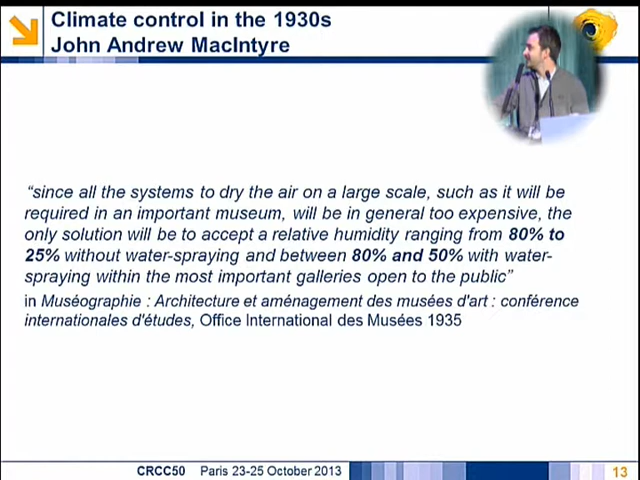 Climate control in the 1930s
John Andrew MacIntyre
“since all the systems to dry the air on a large scale, such as it will be
required in an important museum, will be in general too expensive, the
only solution will be to accept a relative humidity ranging from 80% to
25% without water-spraying and between 80% and 50% with water-
spraying within the most important galleries open to the public”
in Muséographie : Architecture et aménagement des musées d'art : conférence
internationales d'études, Office International des Musées 1935
CRCC50 Paris 23-25 October 2013
13